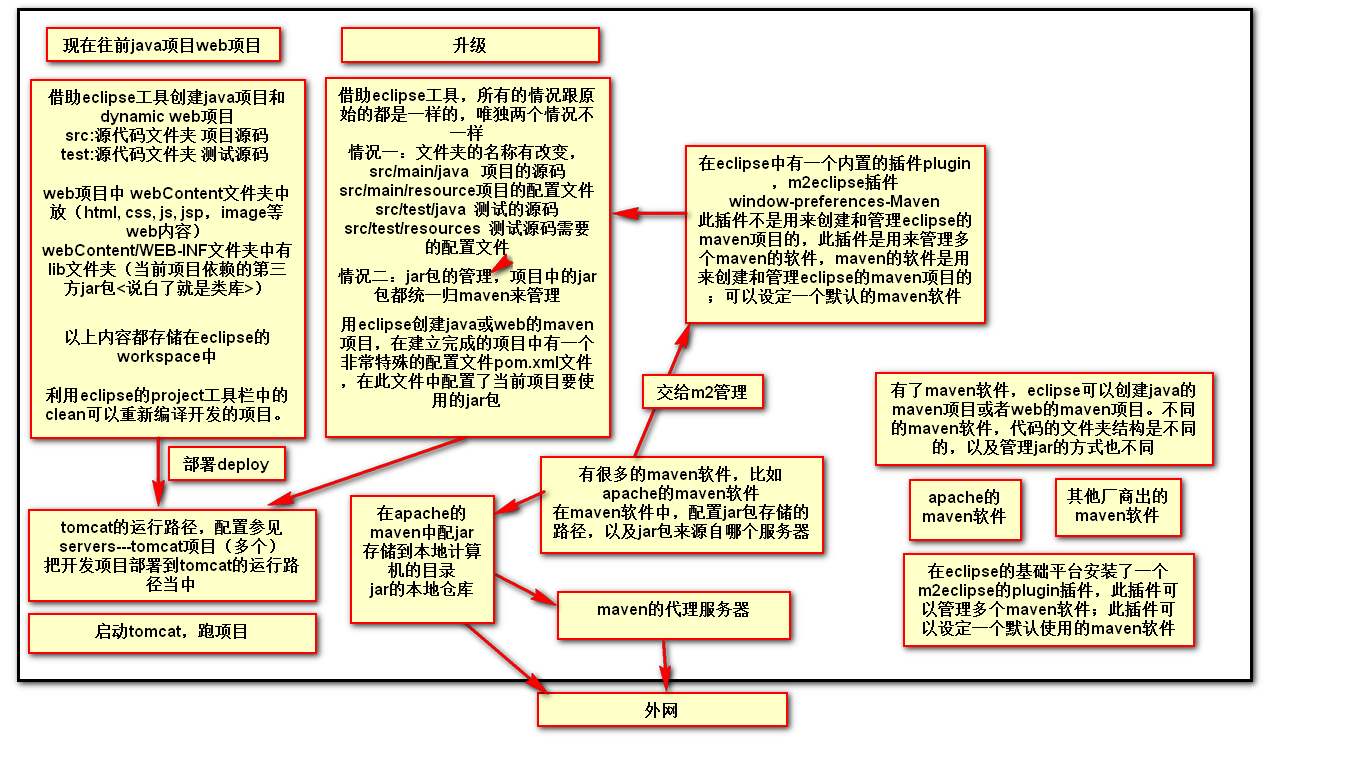 现在往前java项目web项目
借助eclipse工具创建java项目和
dynamic web项目
src:源代码文件夹 项目源码
test:源代码文件夹 测试源码
web项目中 webContent文件夹中
放（html, css, js, jsp，image等
web内容）
webContent/WEB-INF文件夹中有
lib文件夹（当前项目依赖的第三
方jar包<说白了就是类库>）
以上内容都存储在eclipse的
workspace中
利用eclipse的project工具栏中的
clean可以重新编译开发的项目。
部署deploy
tomcat的运行路径，配置参见
servers---tomcat项目（多个）
把开发项目部署到tomcat的运行路
径当中
启动tomcat，跑项目
升级
借助eclipse工具，所有的情况跟原
始的都是一样的，唯独两个情况不
一样
情况一：文件夹的名称有改变，
src/main/java 项目的源码
src/main/resource项目的配置文件
src/test/java 测试的源码
src/test/resources 测试源码需要
的配置文件
情况二：jar包的管理，项目中的jar
包都统一归maven来管理
用eclipse创建java或web的maven
项目，在建立完成的项目中有一个
非常特殊的配置文件pom.xml文件
，在此文件中配置了当前项目要使
用的jar包
在eclipse中有一个内置的插件plugin
，m2eclipse插件
window-preferences-Maven
此插件不是用来创建和管理eclipse的
maven项目的，此插件是用来管理多
个maven的软件，maven的软件是用
来创建和管理eclipse的maven项目的
；可以设定一个默认的maven软件
交给m2管理
有很多的maven软件，比如
apache的maven软件
在maven软件中，配置jar包存储的
路径，以及jar包来源自哪个服务器
在apache的
maven中配jar
存储到本地计算
机的目录
jar的本地仓库
maven的代理服务器
外网
有了maven软件，eclipse可以创建java的
maven项目或者web的maven项目。不同
的maven软件，代码的文件夹结构是不同
的，以及管理jar的方式也不同
apache的
maven软件
其他厂商出的
maven软件
在eclipse的基础平台安装了一个
m2eclipse的plugin插件，此插件可
以管理多个maven软件；此插件可
以设定一个默认使用的maven软件